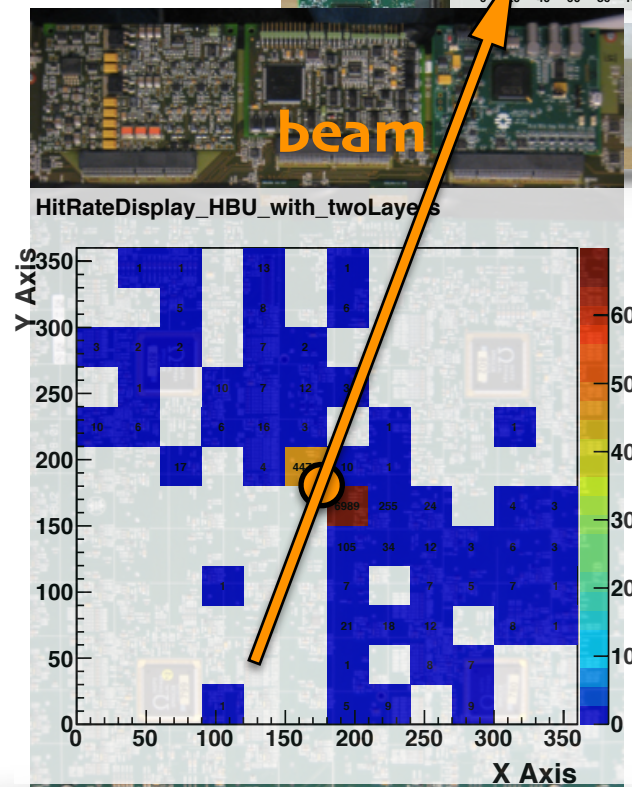 beam
HitRateDisplay_HBU_with_twoLayers
Y Axis
350
300
250
200
150
100
50
0
1 1 13 1
5 8 6
3 2 2 7 2
1 10 7 12 3
10 6 6 16 3 1 1
17 4 447 10 1
6989 255 24 4 3
105 34 12 3 6 3
1 7 7 5 7 1
21 16 12 6 1
1 6 7
1 5 9 9
60
50
40
30
20
10
0
0 50 100 150 200 250 300 350
X Axis